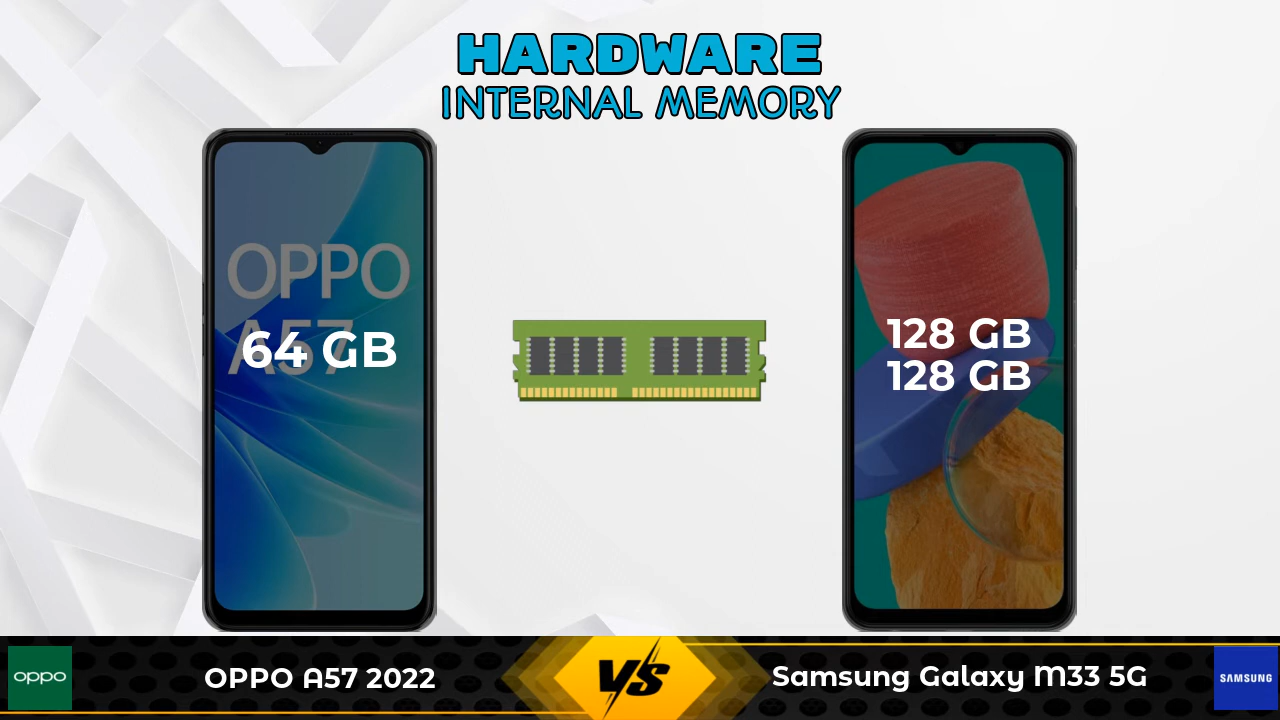 HARDWARE
INTERNAL MEMORY
OPPO
A57
64 GB
128 GB
128 GB
oppo
OPPO A57 2022
VS
Samsung Galaxy M33 5G
SAMSUNG